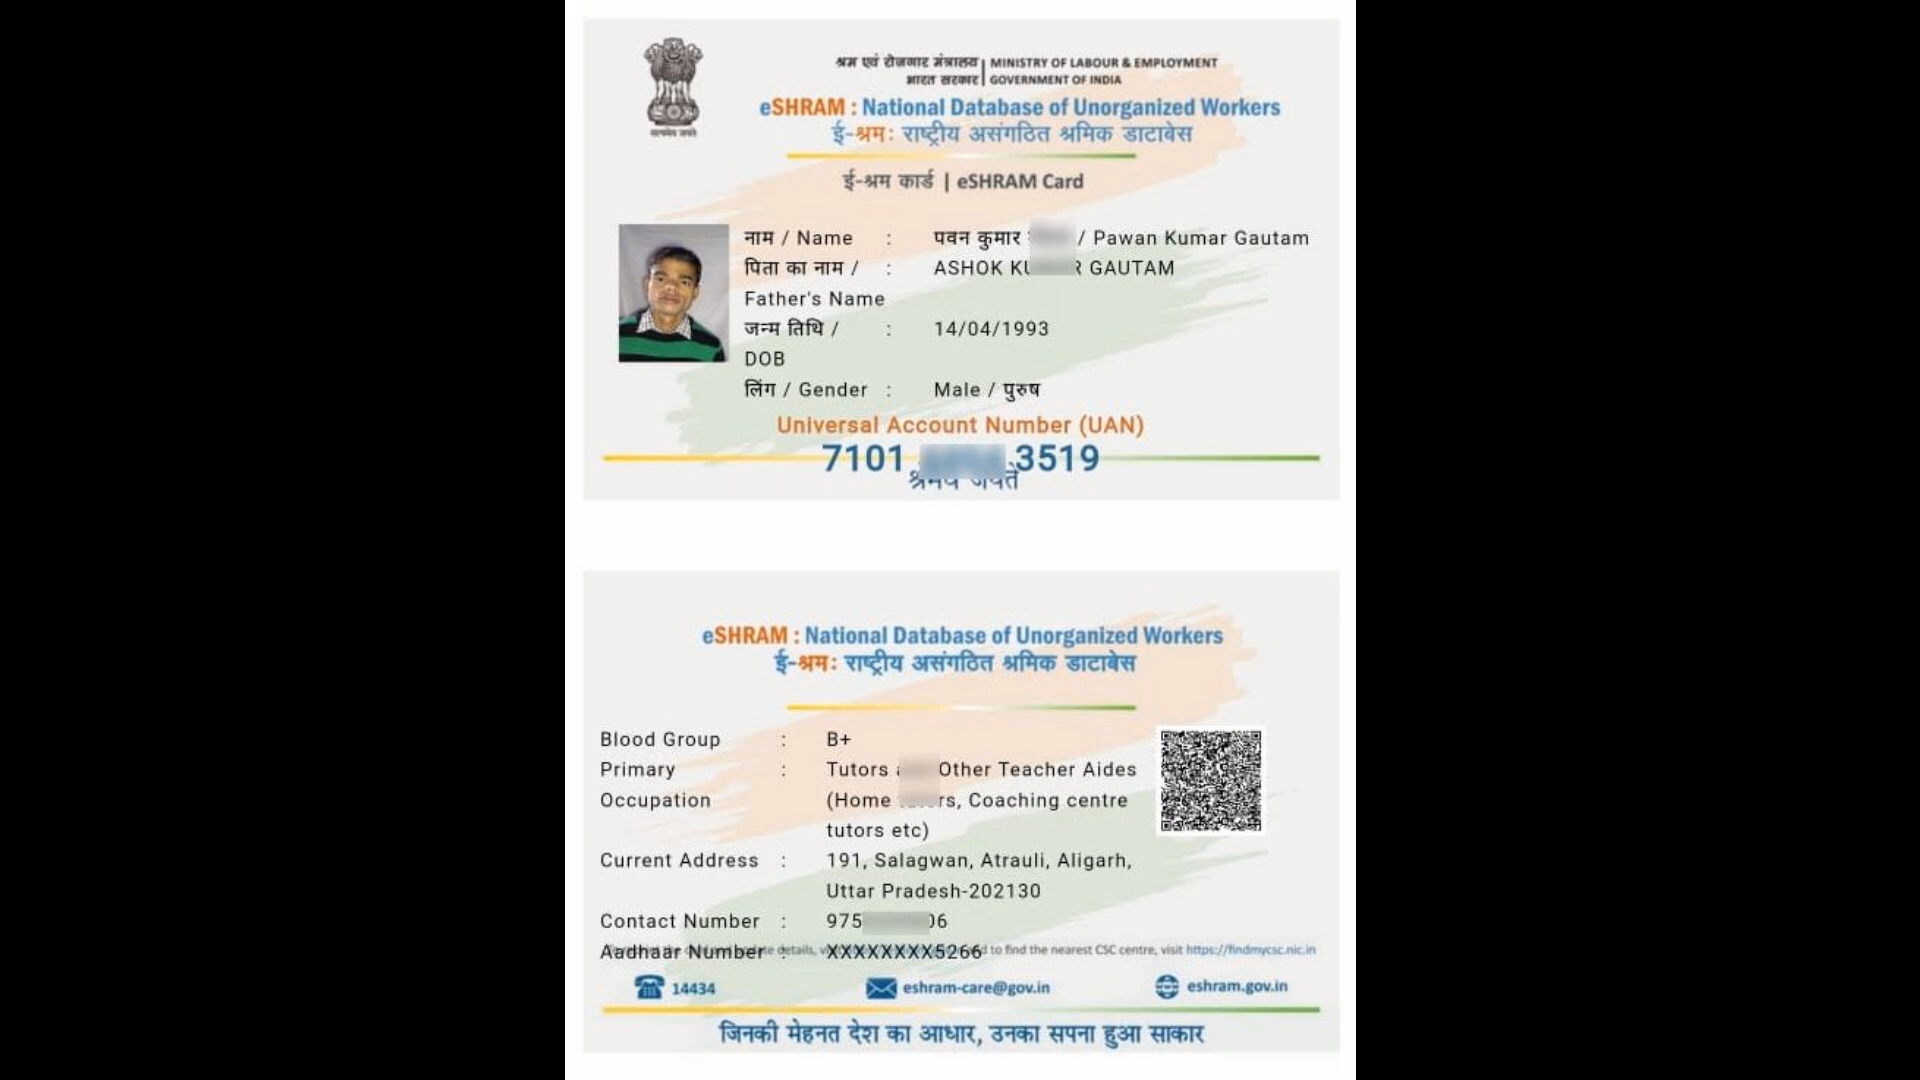 श्रम एवं रोजगार मंत्रालय | MINISTRY OF LABOUR & EMPLOYMENT
भारत सरकार | GOVERNMENT OF INDIA
eSHRAM : National Database of Unorganized Workers
ई-श्रम: राष्ट्रीय असंगठित श्रमिक डाटाबेस
सत्यमेव जयते
ई-श्रम कार्ड | eSHRAM Card
नाम / Name : पवन कुमार / Pawan Kumar Gautam
पिता का नाम / : ASHOK GAUTAM
Father's Name
जन्म तिथि / : 14/04/1993
DOB
लिंग / Gender : Male / पुरुष
Universal Account Number (UAN)
7101 3519
eSHRAM : National Database of Unorganized Workers
ई-श्रम: राष्ट्रीय असंगठित श्रमिक डाटाबेस
Blood Group : B+
Primary : Tutors Other Teacher Aides
Occupation (Home Coaching centre
tutors etc)
Current Address : 191, Salagwan, Atrauli, Aligarh,
Uttar Pradesh-202130
Contact Number : 975 06
Aadhaar Number : XXXXXXXX5266
to find the nearest CSC centre, visit https://findmycsc.nic.in
14434 eshram-care@gov.in eshram.gov.in
जिनकी मेहनत देश का आधार, उनका सपना हुआ साकार